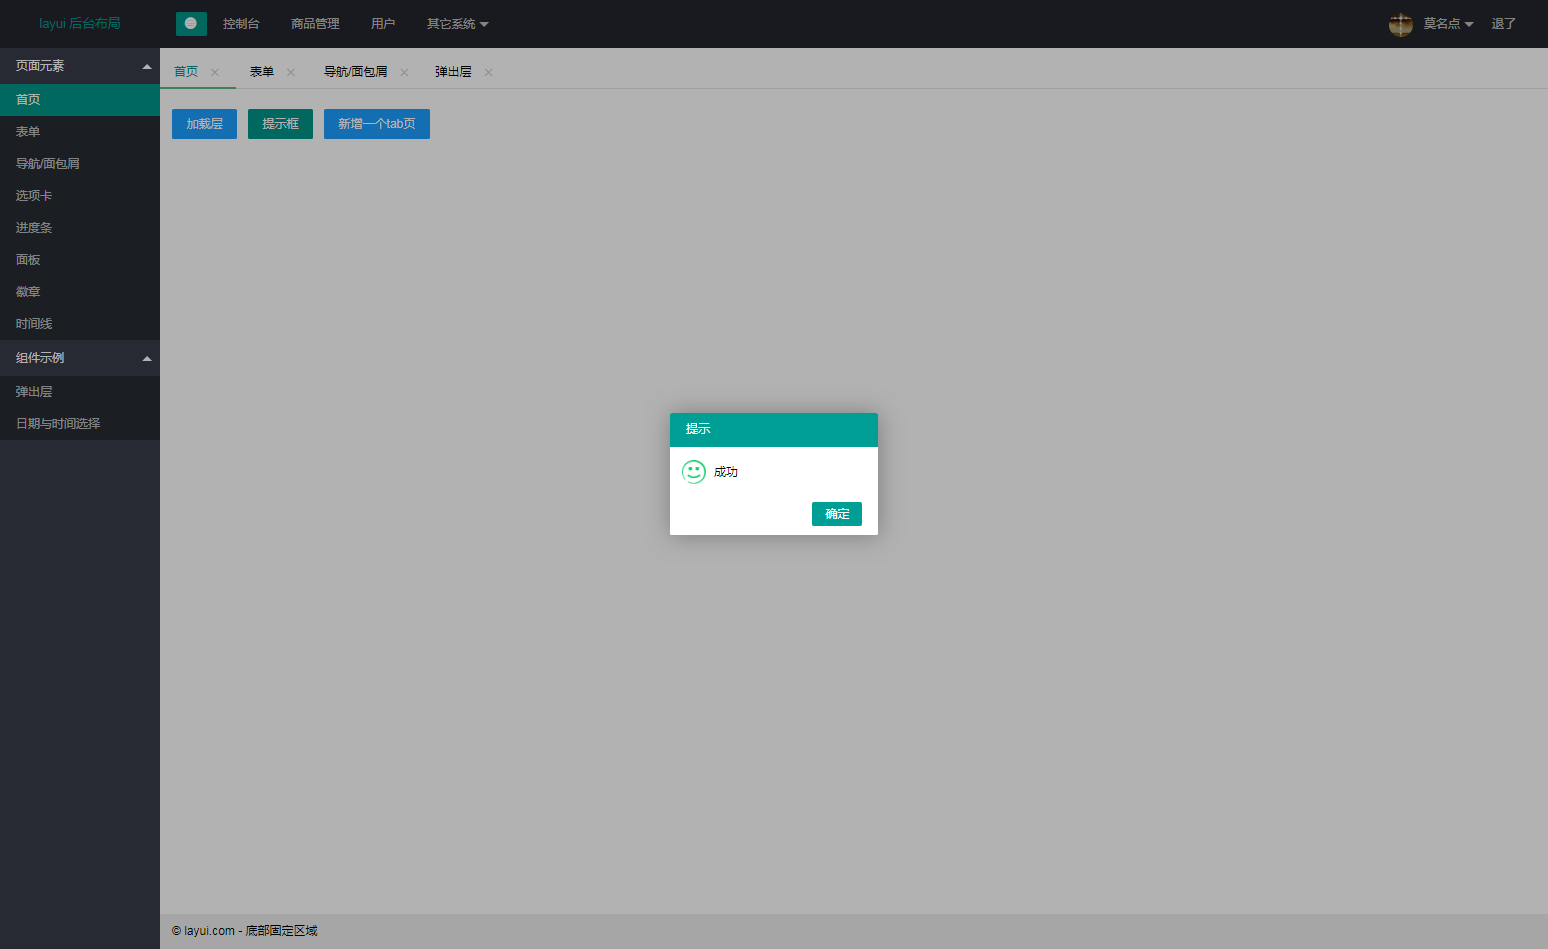 layui 后台布局
控制台 商品管理 用户 其它系统 莫名点 退了
页面元素
首页
表单
导航/面包屑
选项卡
进度条
面板
徽章
时间线
组件示例
弹出层
日期与时间选择
首页 表单 导航/面包屑 弹出层
加载层 提示框 新增一个tab页
提示
成功
确定
© layui.com - 底部固定区域